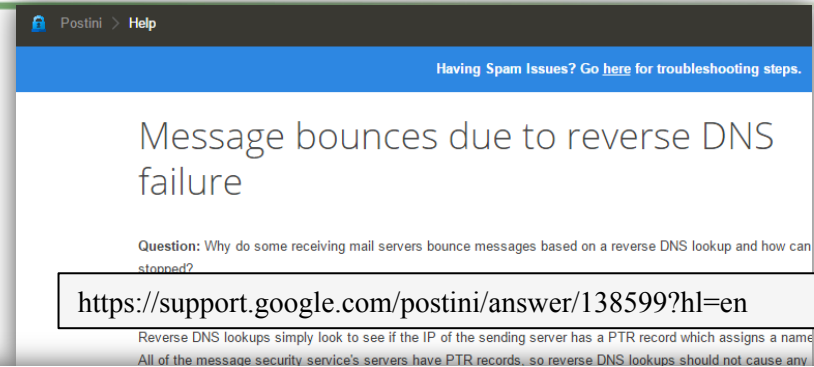 Postini > Help
Having Spam Issues? Go here for troubleshooting steps.
Message bounces due to reverse DNS
failure
Question: Why do some receiving mail servers bounce messages based on a reverse DNS lookup and how can
stopped?
https://support.google.com/postini/answer/138599?hl=en
Reverse DNS lookups simply look to see if the IP of the sending server has a PTR record which assigns a name
All of the message security service's servers have PTR records, so reverse DNS lookups should not cause any